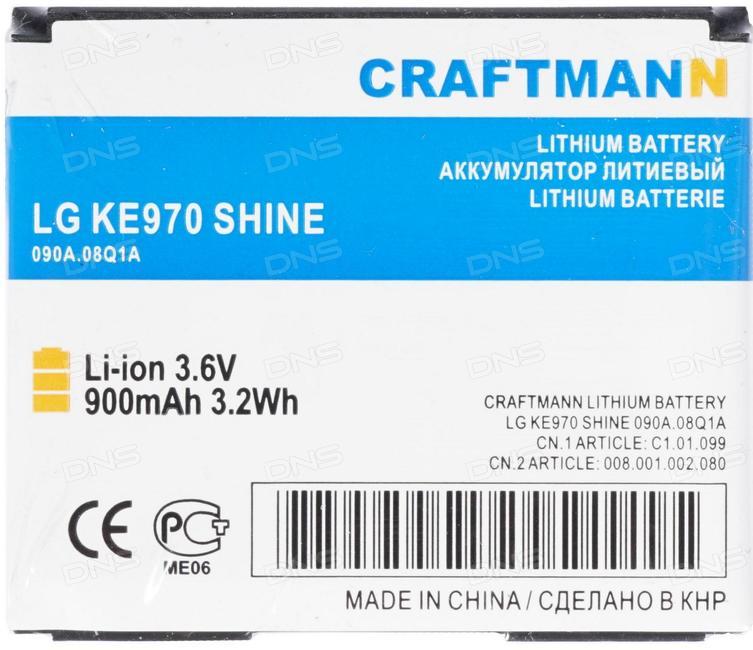 CRAFTMANN
LITHIUM BATTERY
АККУМУЛЯТОР ЛИТИЕВЫЙ
LITHIUM BATTERIE
LG KE970 SHINE
090A.08Q1A
Li-ion 3.6V
900mAh 3.2Wh
CRAFTMANN LITHIUM BATTERY
LG KE970 SHINE 090A.08Q1A
CN.1 ARTICLE: C1.01.099
CN.2 ARTICLE: 008.001.002.080
CE
РСТ
ME06
MADE IN CHINA / СДЕЛАНО В КНР
DNS